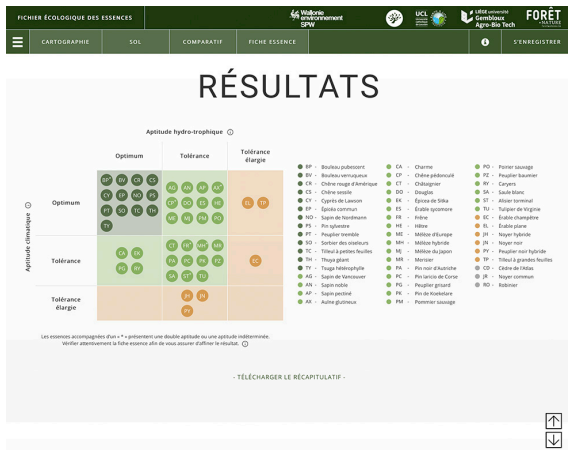 FICHIER ÉCOLOGIQUE DES ESSENCES
Wallonie
environnement
SPW
UCL
LIÈGE université
Gembloux
Agro-Bio Tech
FORÊT
NATURE
CARTOGRAPHIE
SOL
COMPARATIF
FICHE ESSENCE
S'ENREGISTRER
RÉSULTATS
Aptitude hydro-trophique
Optimum
Tolérance
Tolérance
élargie
Aptitude climatique
Optimum
BP* BV CR CS
CY EP NO PS
PT SO TC TH
TY
AG AN AP AX*
CP* DO ES HE
ME MJ PM PO
EL TP
Tolérance
CA EK
PG RY
CT FR* MH* MR
PA PC PK PZ
SA ST* TU
EC
Tolérance
élargie
JH JN
PY
BP - Bouleau pubescent
BV - Bouleau verruqueux
CR - Chêne rouge d'Amérique
CS - Chêne sessile
CY - Cyprès de Lawson
EP - Epicéa commun
NO - Sapin de Nordmann
PS - Pin sylvestre
PT - Peuplier tremble
SO - Sorbier des oiseleurs
TC - Tilleul à petites feuilles
TH - Thuya géant
TY - Tsuga hétérophylle
AG - Sapin de Vancouver
AN - Sapin noble
AP - Sapin pectiné
AX - Aulne glutineux
CA - Charme
CP - Chêne pédonculé
CT - Châtaignier
DO - Douglas
EK - Epicéa de Sitka
ES - Érable sycomore
FR - Frêne
HE - Hêtre
ME - Mélèze d'Europe
MH - Mélèze hybride
MJ - Mélèze du Japon
MR - Merisier
PA - Pin noir d'Autriche
PC - Pin laricio de Corse
PG - Peuplier grisard
PK - Pin de Koekelare
PM - Pommier sauvage
PO - Poirier sauvage
PZ - Peuplier baumier
RY - Caryers
SA - Saule blanc
ST - Alisier torminal
TU - Tulipier de Virginie
EC - Érable champêtre
EL - Érable plane
JH - Noyer hybride
JN - Noyer noir
PY - Peuplier noir hybride
TP - Tilleul à grandes feuilles
CD - Cèdre de l'Atlas
JR - Noyer commun
RO - Robinier
Les essences accompagnées d'un « * » présentent une double aptitude ou une aptitude indéterminée.
Vérifier attentivement la fiche essence afin de vous assurer d'affiner le résultat.
- TÉLÉCHARGER LE RÉCAPITULATIF -